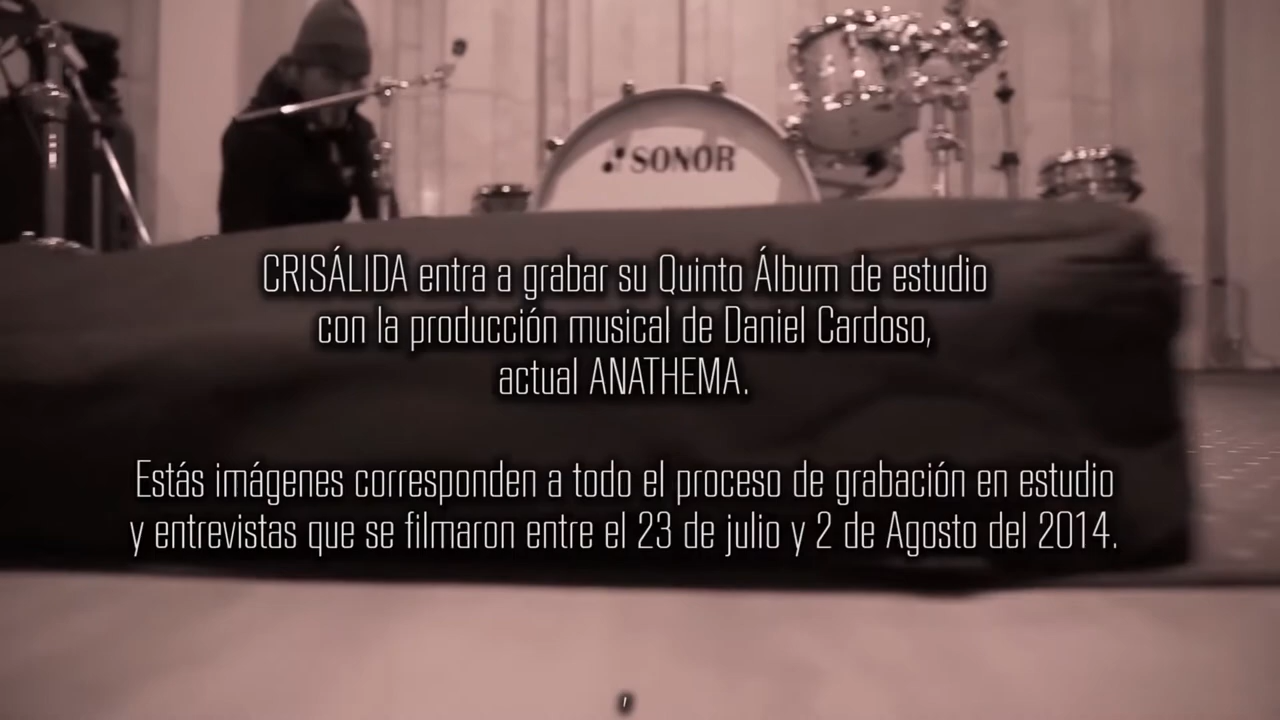 SONOR
CRISÁLIDA entra a grabar su Quinto Álbum de estudio
con la producción musical de Daniel Cardoso,
actual ANATHEMA.
Estás imágenes corresponden a todo el proceso de grabación en estudio
y entrevistas que se filmaron entre el 23 de julio y 2 de Agosto del 2014.